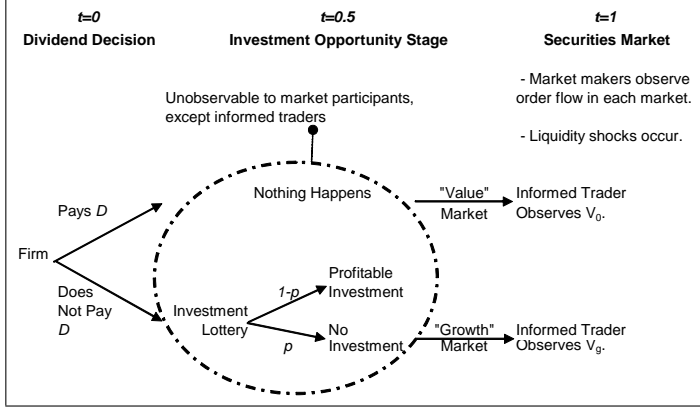 t=0
Dividend Decision
t=0.5
Investment Opportunity Stage
t=1
Securities Market
- Market makers observe
order flow in each market.
- Liquidity shocks occur.
Unobservable to market participants,
except informed traders
Nothing Happens
"Value"
Market
Informed Trader
Observes V₀.
Pays D
Firm
Does
Not Pay
D
Investment
Lottery
1-p
Profitable
Investment
p
No
Investment
"Growth"
Market
Informed Trader
Observes Vg.